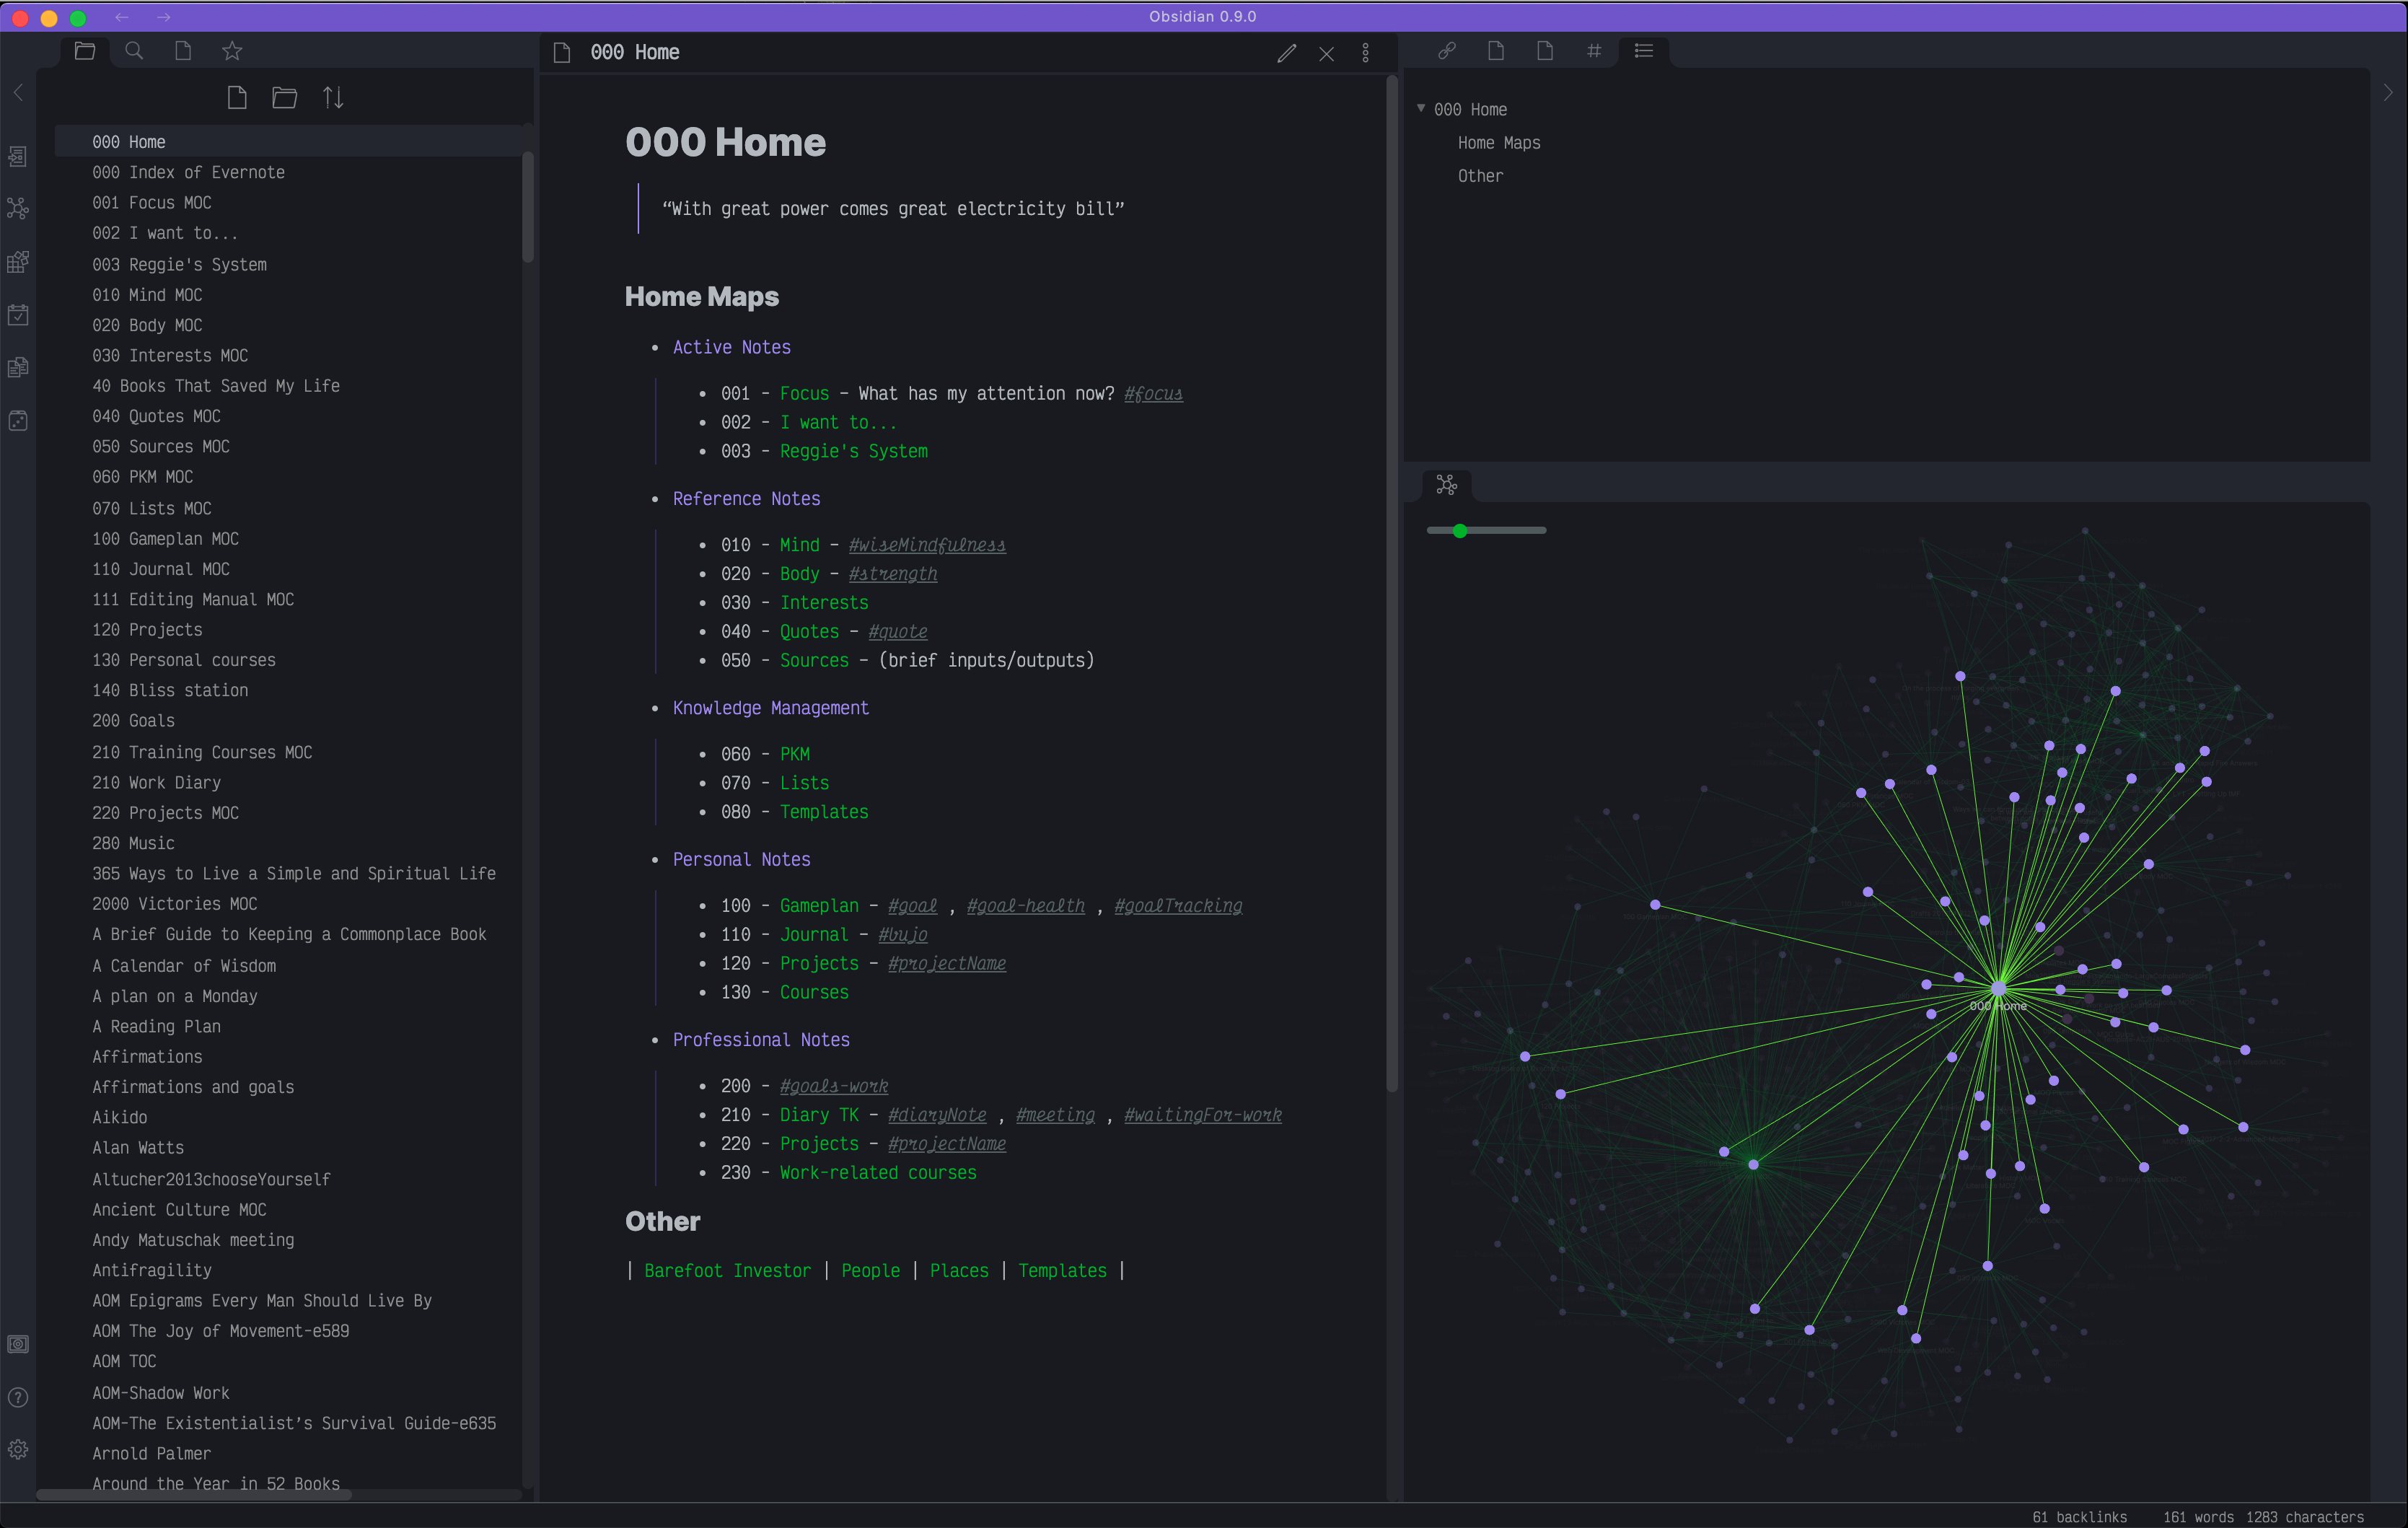 Obsidian 0.9.0
000 Home
000 Index of Evernote
001 Focus MOC
002 I want to...
003 Reggie's System
010 Mind MOC
020 Body MOC
030 Interests MOC
40 Books That Saved My Life
040 Quotes MOC
050 Sources MOC
060 PKM MOC
070 Lists MOC
100 Gameplan MOC
110 Journal MOC
111 Editing Manual MOC
120 Projects
130 Personal courses
140 Bliss station
200 Goals
210 Training Courses MOC
210 Work Diary
220 Projects MOC
280 Music
365 Ways to Live a Simple and Spiritual Life
2000 Victories MOC
A Brief Guide to Keeping a Commonplace Book
A Calendar of Wisdom
A plan on a Monday
A Reading Plan
Affirmations
Affirmations and goals
Aikido
Alan Watts
Altucher2013chooseYourself
Ancient Culture MOC
Andy Matuschak meeting
Antifragility
AOM Epigrams Every Man Should Live By
AOM The Joy of Movement-e589
AOM TOC
AOM-Shadow Work
AOM-The Existentialist’s Survival Guide-e635
Arnold Palmer
Around the Year in 52 Books
000 Home
000 Home
“With great power comes great electricity bill”
Home Maps
• Active Notes
• 001 - Focus - What has my attention now? #focus
• 002 - I want to...
• 003 - Reggie's System
• Reference Notes
• 010 - Mind - #wiseMindfulness
• 020 - Body - #strength
• 030 - Interests
• 040 - Quotes - #quote
• 050 - Sources - (brief inputs/outputs)
• Knowledge Management
• 060 - PKM
• 070 - Lists
• 080 - Templates
• Personal Notes
• 100 - Gameplan - #goal , #goal-health , #goalTracking
• 110 - Journal - #bujo
• 120 - Projects - #projectName
• 130 - Courses
• Professional Notes
• 200 - #goals-work
• 210 - Diary TK - #diaryNote , #meeting , #waitingFor-work
• 220 - Projects - #projectName
• 230 - Work-related courses
Other
| Barefoot Investor | People | Places | Templates |
000 Home
Home Maps
Other
000 Home
61 backlinks 161 words 1283 characters